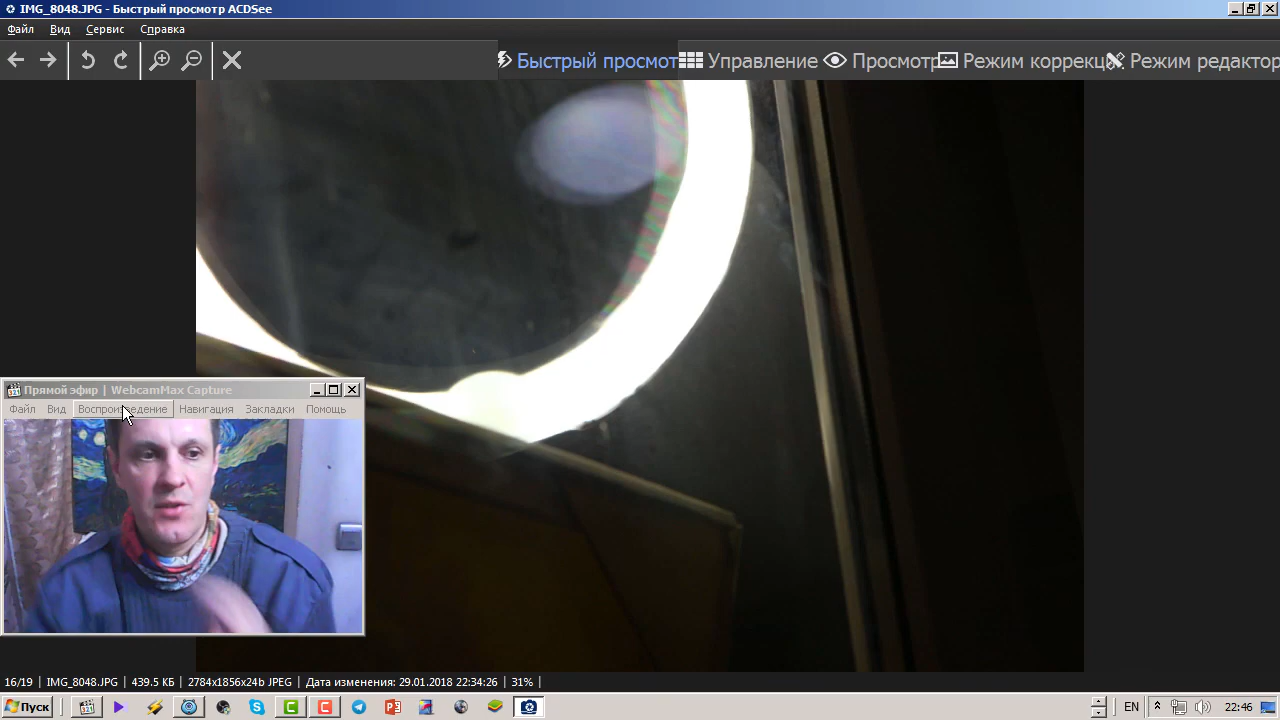 IMG_8048.JPG - Быстрый просмотр ACDSee
Файл Вид Сервис Справка
Быстрый просмот Управление Просмотр Режим коррекц Режим редактор
Прямой эфир | WebcamMax Capture
Файл Вид Воспроизведение Навигация Закладки Помощь
16/19 | IMG_8048.JPG | 439.5 КБ | 2784x1856x24b JPEG | Дата изменения: 29.01.2018 22:34:26 | 31% |
Пуск EN 22:46